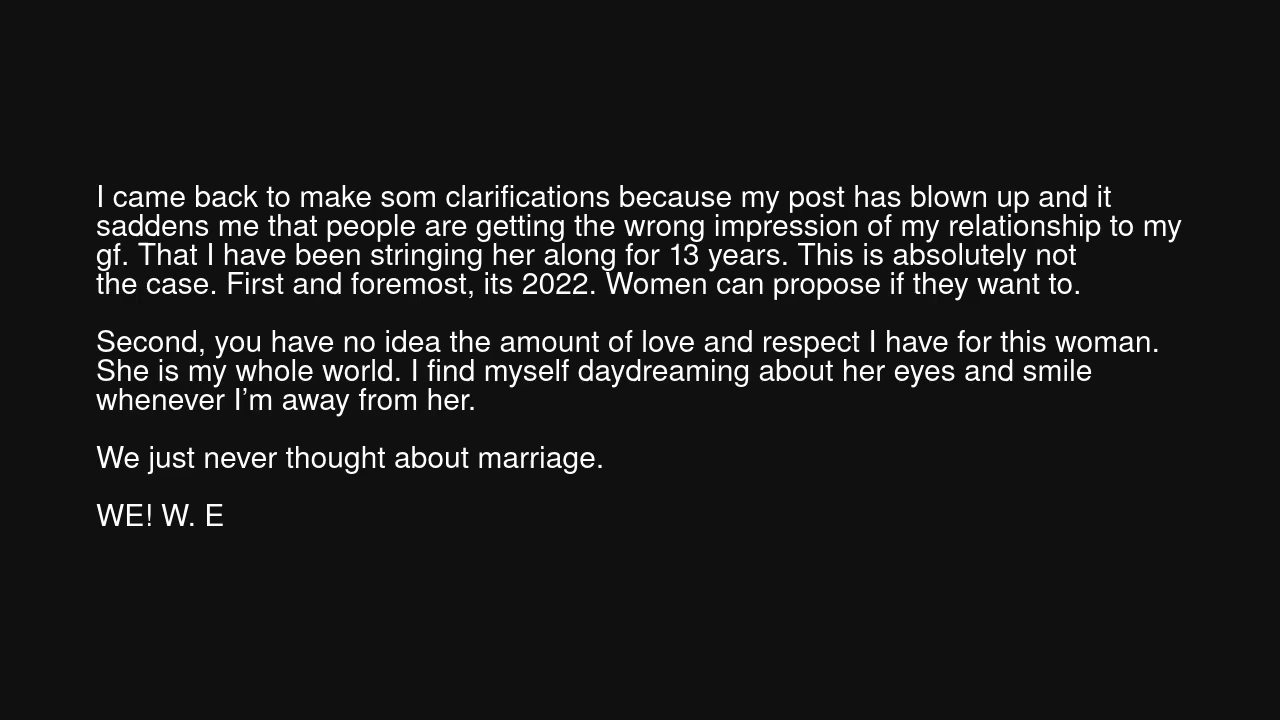 I came back to make som clarifications because my post has blown up and it
saddens me that people are getting the wrong impression of my relationship to my
gf. That I have been stringing her along for 13 years. This is absolutely not
the case. First and foremost, its 2022. Women can propose if they want to.
Second, you have no idea the amount of love and respect I have for this woman.
She is my whole world. I find myself daydreaming about her eyes and smile
whenever I’m away from her.
We just never thought about marriage.
WE! W. E